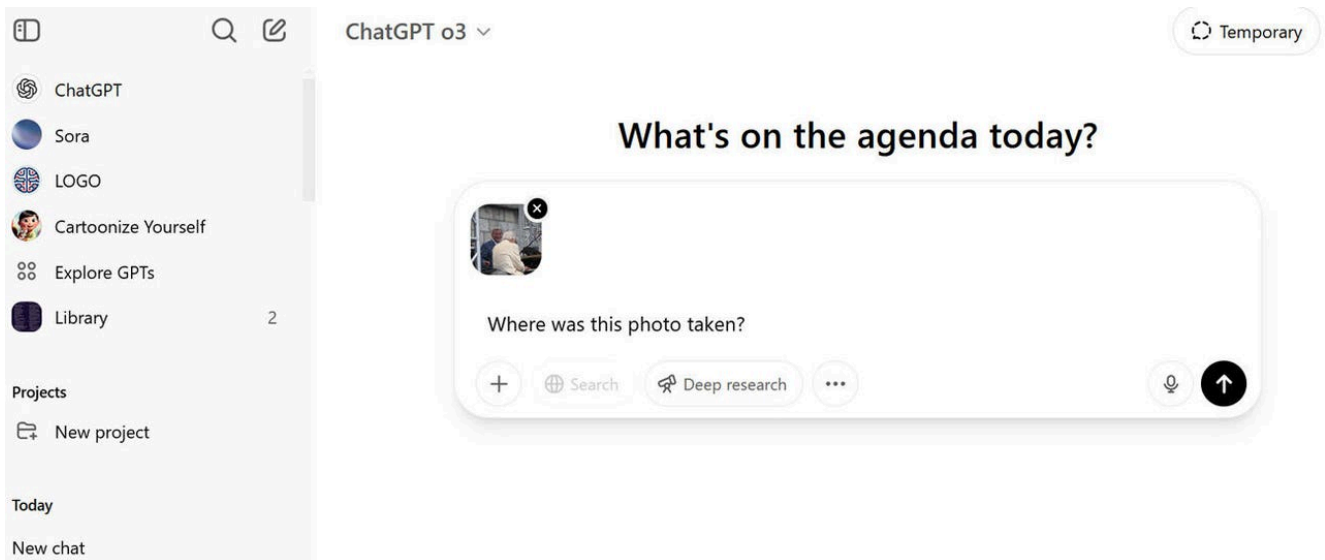 ChatGPT o3
Temporary
ChatGPT
Sora
LOGO
Cartoonize Yourself
Explore GPTs
Library 2
Projects
New project
Today
New chat
What's on the agenda today?
Where was this photo taken?
Search
Deep research